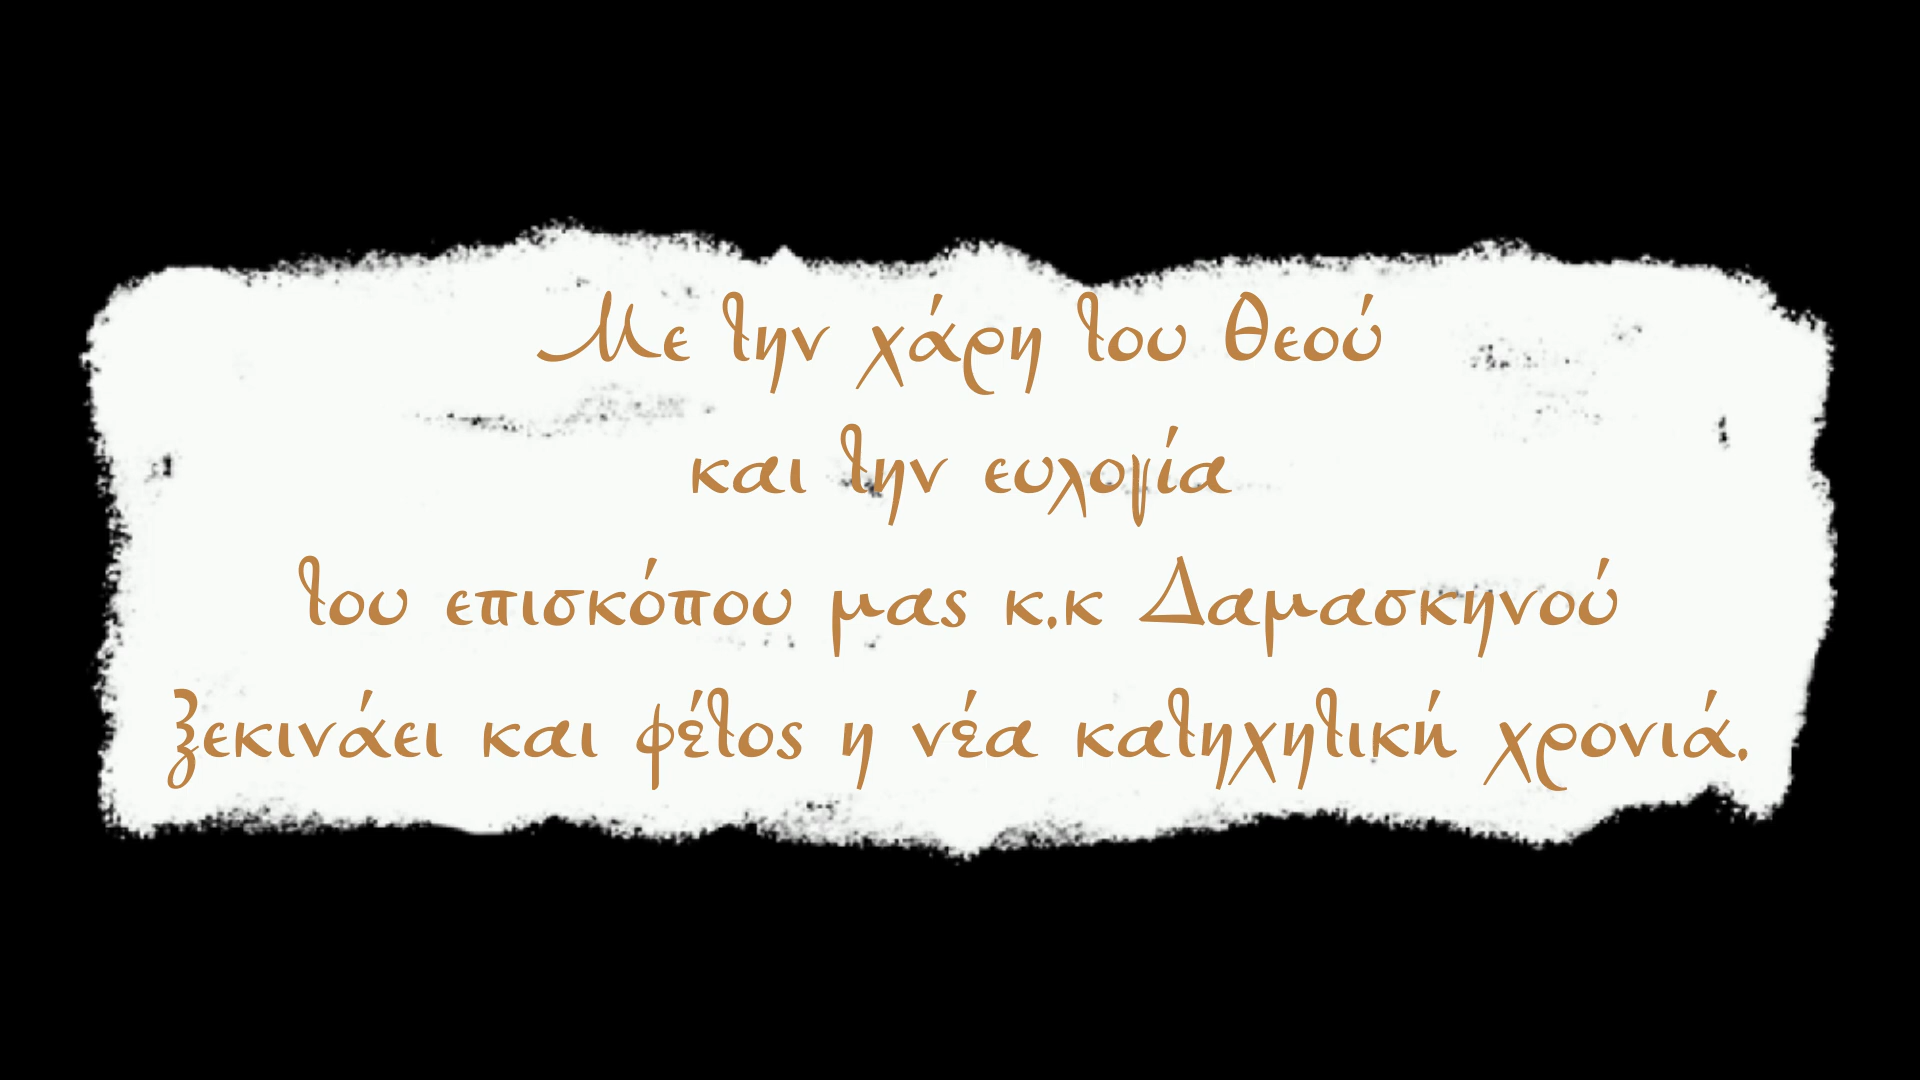 Με την χάρη του θεού
και την ευλογία
του επισκόπου μας κ.κ Δαμασκηνού
ξεκινάει και φέτος η νέα κατηχητική χρονιά.